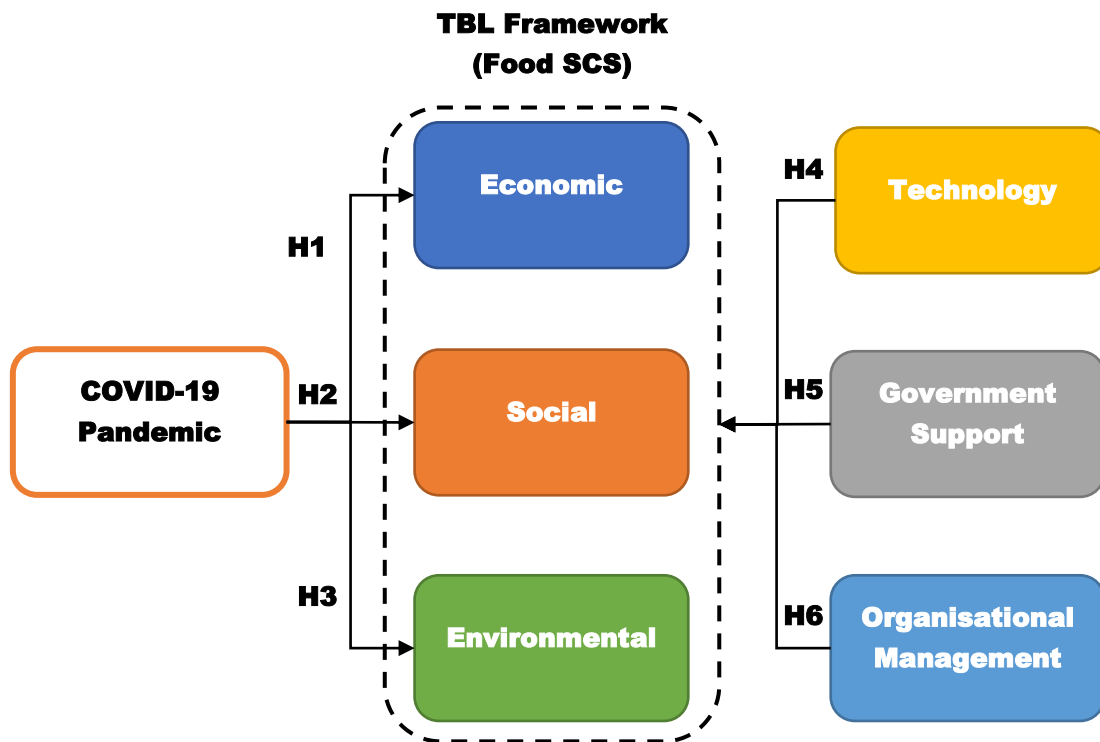 TBL Framework
(Food SCS)
Economic
H4
Technology
H1
COVID-19
Pandemic
H2
Social
H5
Government
Support
H3
Environmental
H6
Organisational
Management